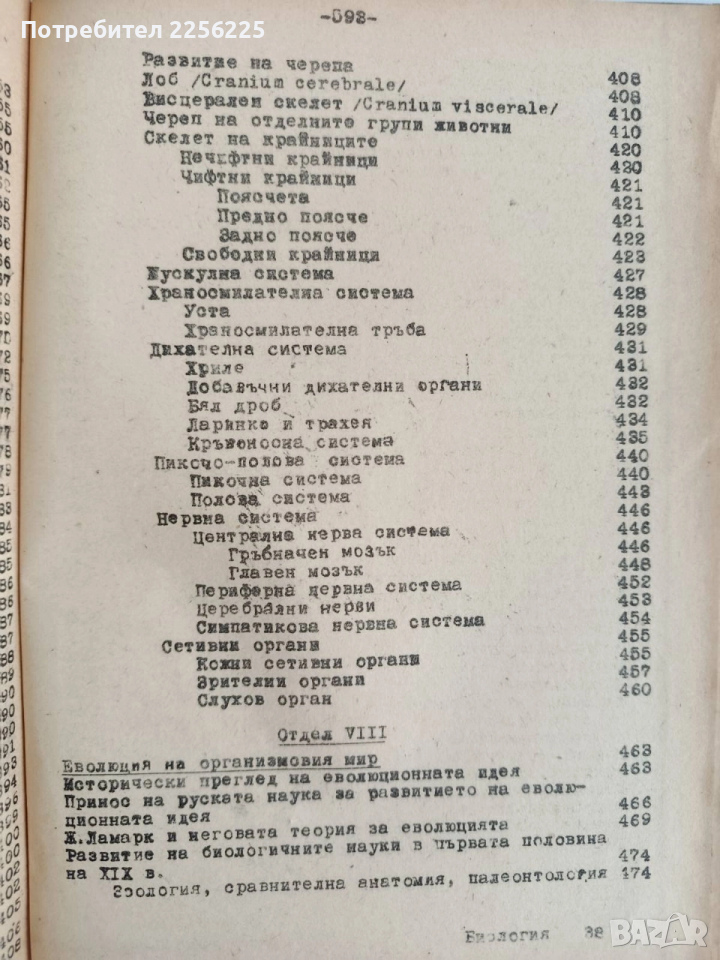 Потребител 2256225
-593-
Развитие на черепа
Лоб /Cranium cerebrale/ 408
Висцерален скелет /Cranium viscerale/ 408
Череп на отделните групи животни 410
Скелет на крайниците 410
Нечифтни крайници 420
Чифтни крайници 420
Поясчета 421
Предно поясче 421
Задно поясче 421
Свободни крайници 422
Мускулна система 423
Храносмилателна система 427
Уста 428
Храносмилателна тръба 428
Дихателна система 429
Хриле 431
Добавъчни дихателни органи 431
Бял дроб 432
Ларинкс и трахея 432
Кръвоносна система 434
Пикочо-полова система 435
Пикочна система 440
Полова система 440
Нервна система 443
Централна нерва система 446
Гръбначен мозък 446
Главен мозък 446
Периферна нервна система 448
Церебрални нерви 452
Симпатикова нервна система 453
Сетивни органи 454
Кожни сетивни органи 455
Зрителни органи 455
Слухов орган 457
460
Отдел VIII
Еволюция на организмовия мир 463
Исторически преглед на еволюционната идея 463
Принос на руската наука за развитието на еволю-
ционната идея 466
Ж.Ламарк и неговата теория за еволюцията 469
Развитие на биологичните науки в първата половина
на XIX в. 474
Зоология, сравнителна анатомия, палеонтология 474
Биология 38
BAZAR